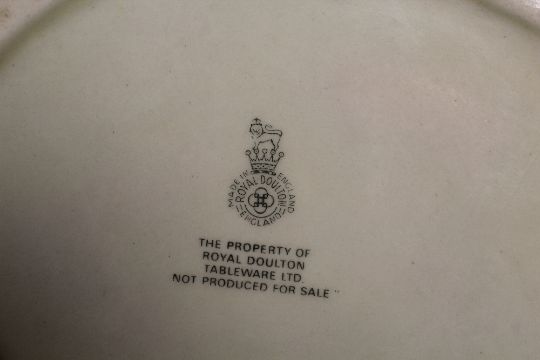 MADE IN ENGLAND
ROYAL DOULTON
ENGLAND
THE PROPERTY OF
ROYAL DOULTON
TABLEWARE LTD.
NOT PRODUCED FOR SALE